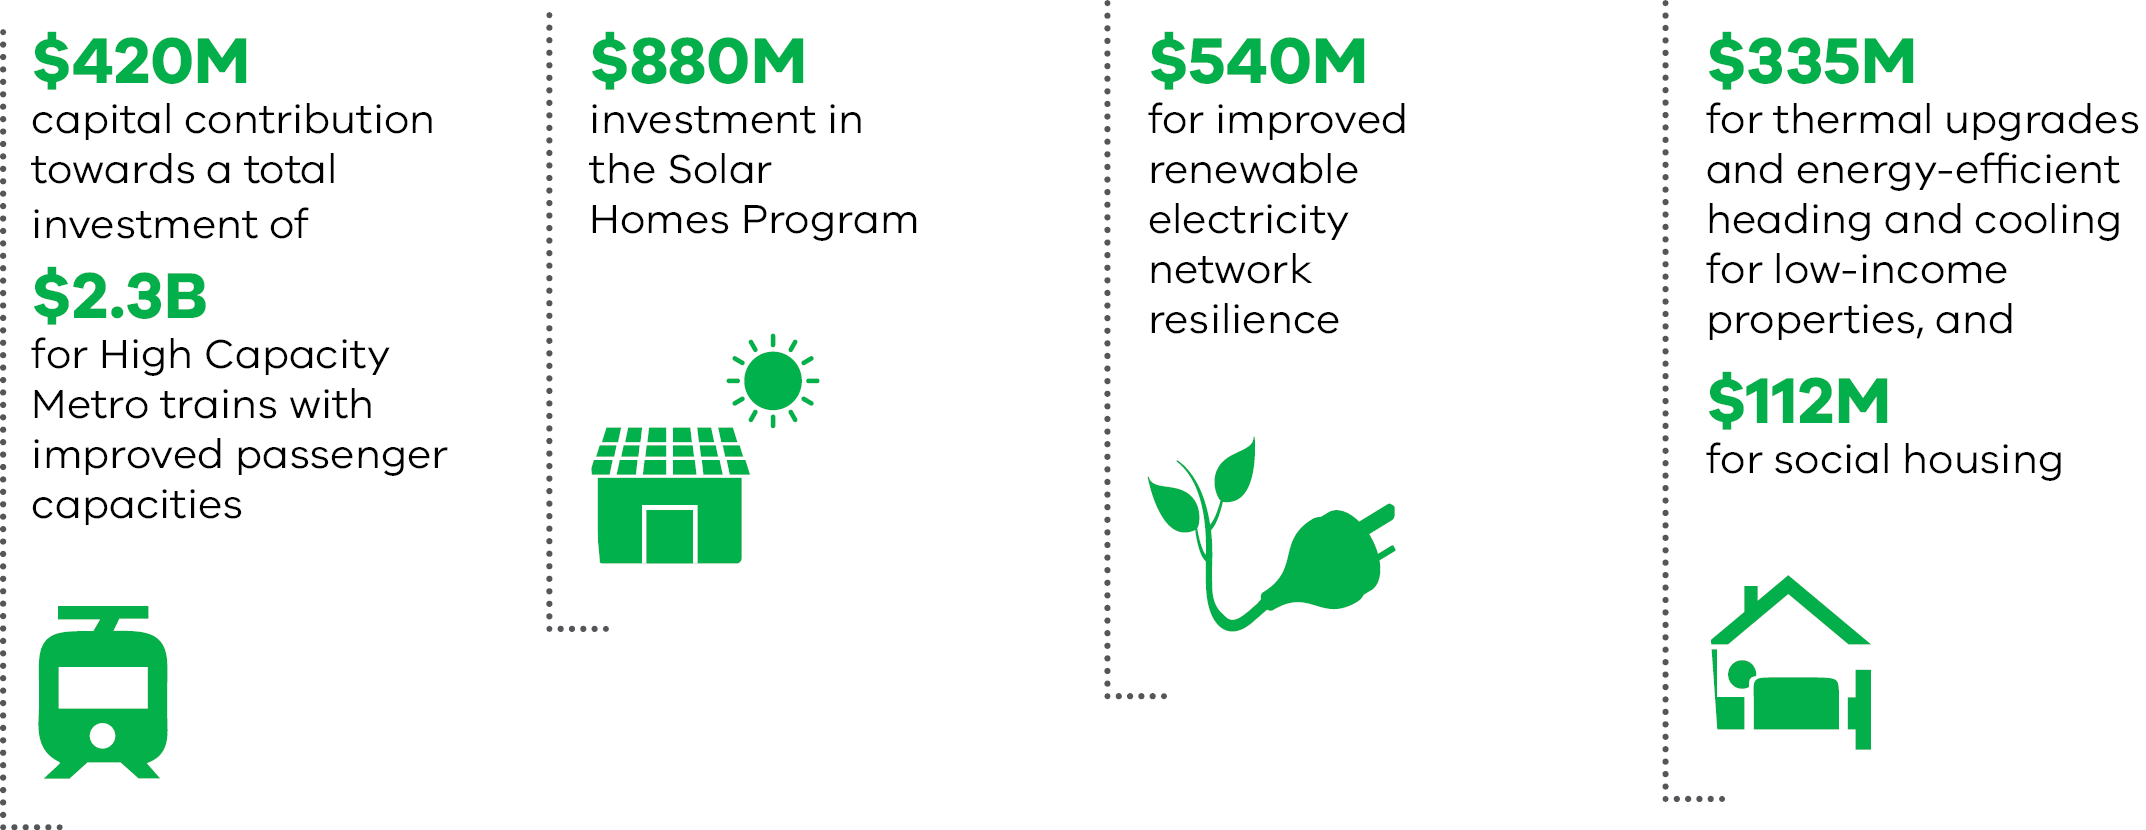 $420M
capital contribution
towards a total
investment of
$2.3B
for High Capacity
Metro trains with
improved passenger
capacities
$880M
investment in
the Solar
Homes Program
$540M
for improved
renewable
electricity
network
resilience
$335M
for thermal upgrades
and energy-efficient
heading and cooling
for low-income
properties, and
$112M
for social housing